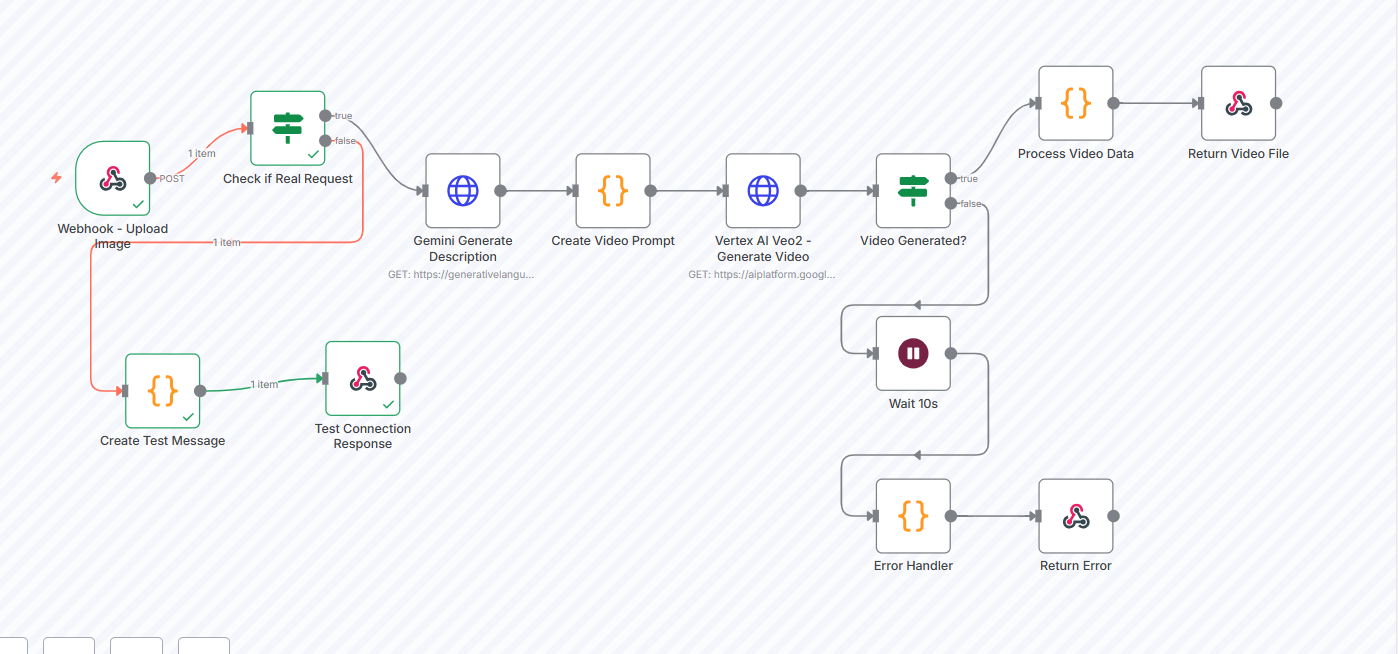 true
1 item
false
POST
Check if Real Request
Webhook - Upload
Image
1 item
Gemini Generate
Description
GET: https://generativelangu...
Create Video Prompt
Vertex AI Veo2 -
Generate Video
GET: https://aiplatform.googl...
true
false
Video Generated?
Process Video Data
Return Video File
Wait 10s
1 item
Create Test Message
Test Connection
Response
Error Handler
Return Error